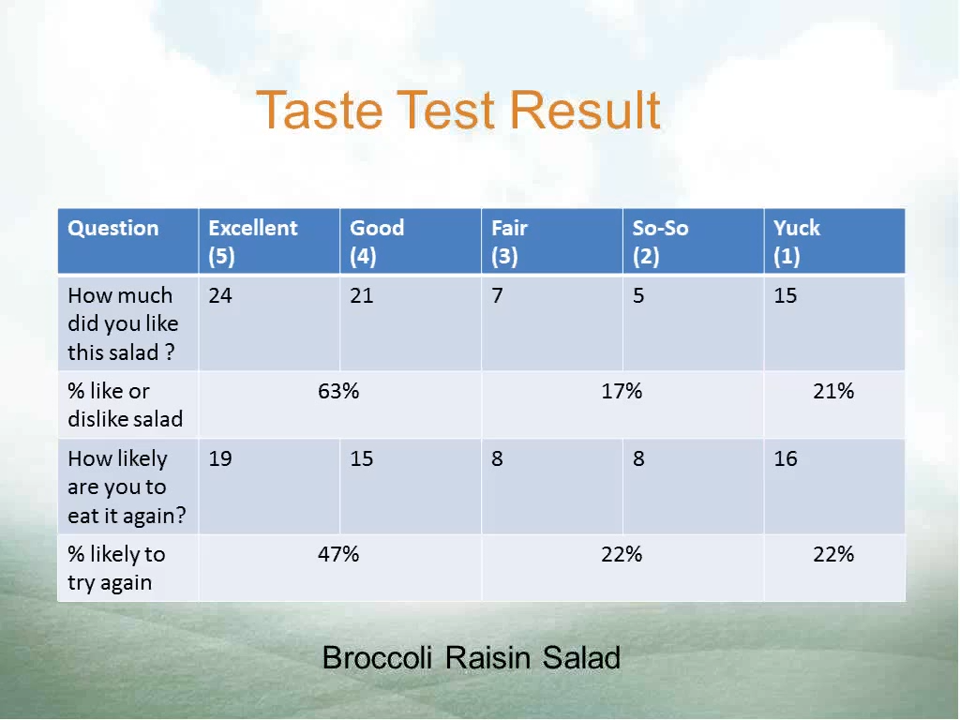 Taste Test Result
Question Excellent Good Fair So-So Yuck
(5) (4) (3) (2) (1)
How much 24 21 7 5 15
did you like
this salad ?
% like or 63% 17% 21%
dislike salad
How likely 19 15 8 8 16
are you to
eat it again?
% likely to 47% 22% 22%
try again
Broccoli Raisin Salad